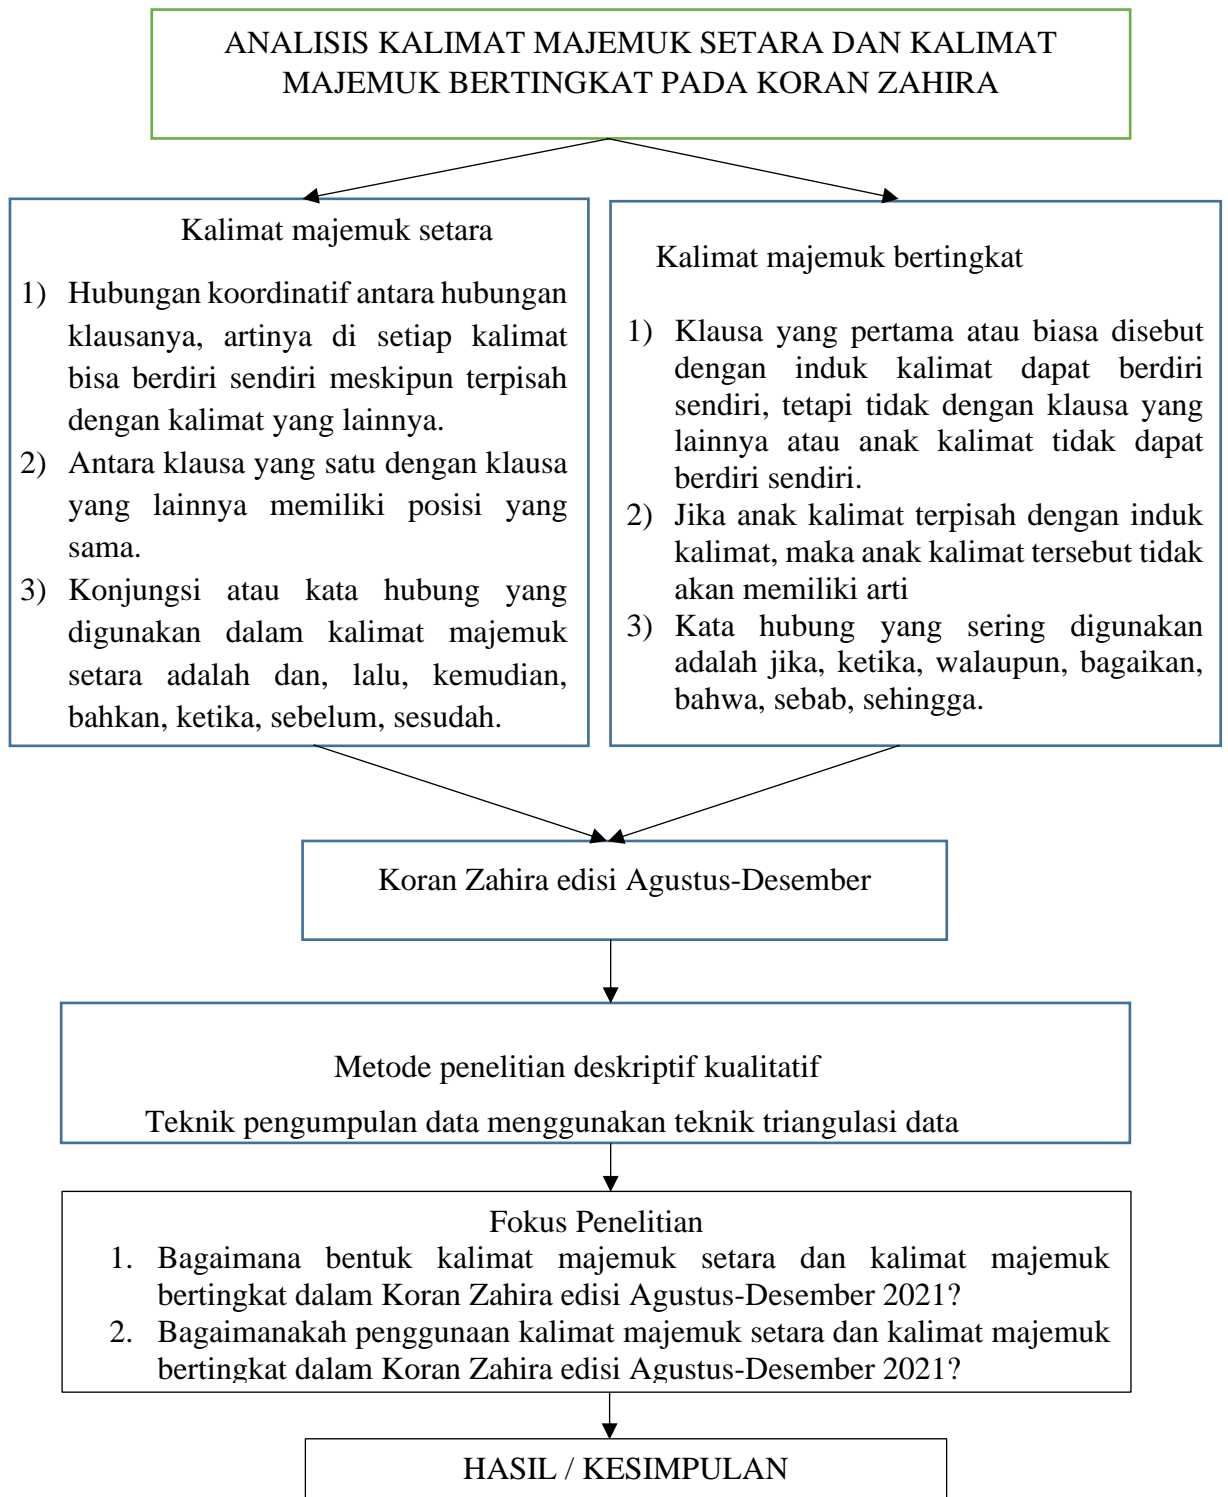 ANALISIS KALIMAT MAJEMUK SETARA DAN KALIMAT
MAJEMUK BERTINGKAT PADA KORAN ZAHIRA
Kalimat majemuk setara
1) Hubungan koordinatif antara hubungan
klausanya, artinya di setiap kalimat
bisa berdiri sendiri meskipun terpisah
dengan kalimat yang lainnya.
2) Antara klausa yang satu dengan klausa
yang lainnya memiliki posisi yang
sama.
3) Konjungsi atau kata hubung yang
digunakan dalam kalimat majemuk
setara adalah dan, lalu, kemudian,
bahkan, ketika, sebelum, sesudah.
Kalimat majemuk bertingkat
1) Klausa yang pertama atau biasa disebut
dengan induk kalimat dapat berdiri
sendiri, tetapi tidak dengan klausa yang
lainnya atau anak kalimat tidak dapat
berdiri sendiri.
2) Jika anak kalimat terpisah dengan induk
kalimat, maka anak kalimat tersebut tidak
akan memiliki arti
3) Kata hubung yang sering digunakan
adalah jika, ketika, walaupun, bagaikan,
bahwa, sebab, sehingga.
Koran Zahira edisi Agustus-Desember
Metode penelitian deskriptif kualitatif
Teknik pengumpulan data menggunakan teknik triangulasi data
Fokus Penelitian
1. Bagaimana bentuk kalimat majemuk setara dan kalimat majemuk
bertingkat dalam Koran Zahira edisi Agustus-Desember 2021?
2. Bagaimanakah penggunaan kalimat majemuk setara dan kalimat majemuk
bertingkat dalam Koran Zahira edisi Agustus-Desember 2021?
HASIL / KESIMPULAN